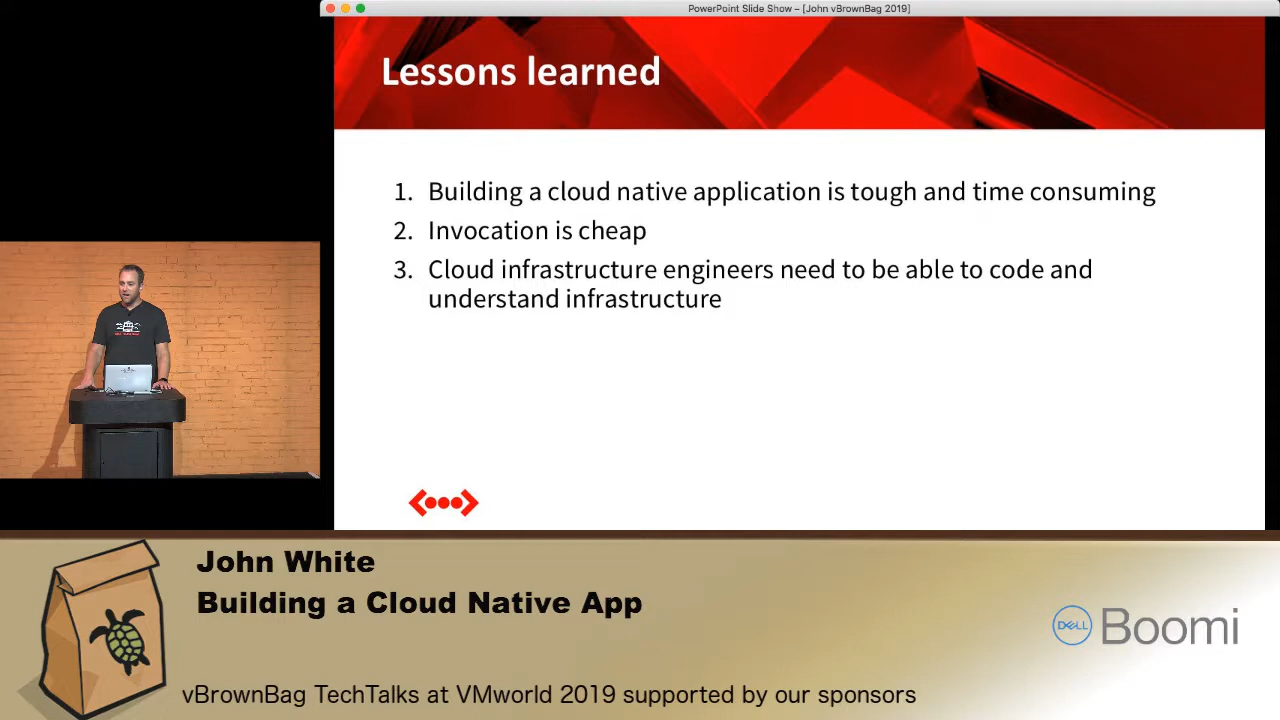 PowerPoint Slide Show – [John vBrownBag 2019]
Lessons learned
1. Building a cloud native application is tough and time consuming
2. Invocation is cheap
3. Cloud infrastructure engineers need to be able to code and
understand infrastructure
John White
Building a Cloud Native App
DELL Boomi
vBrownBag TechTalks at VMworld 2019 supported by our sponsors